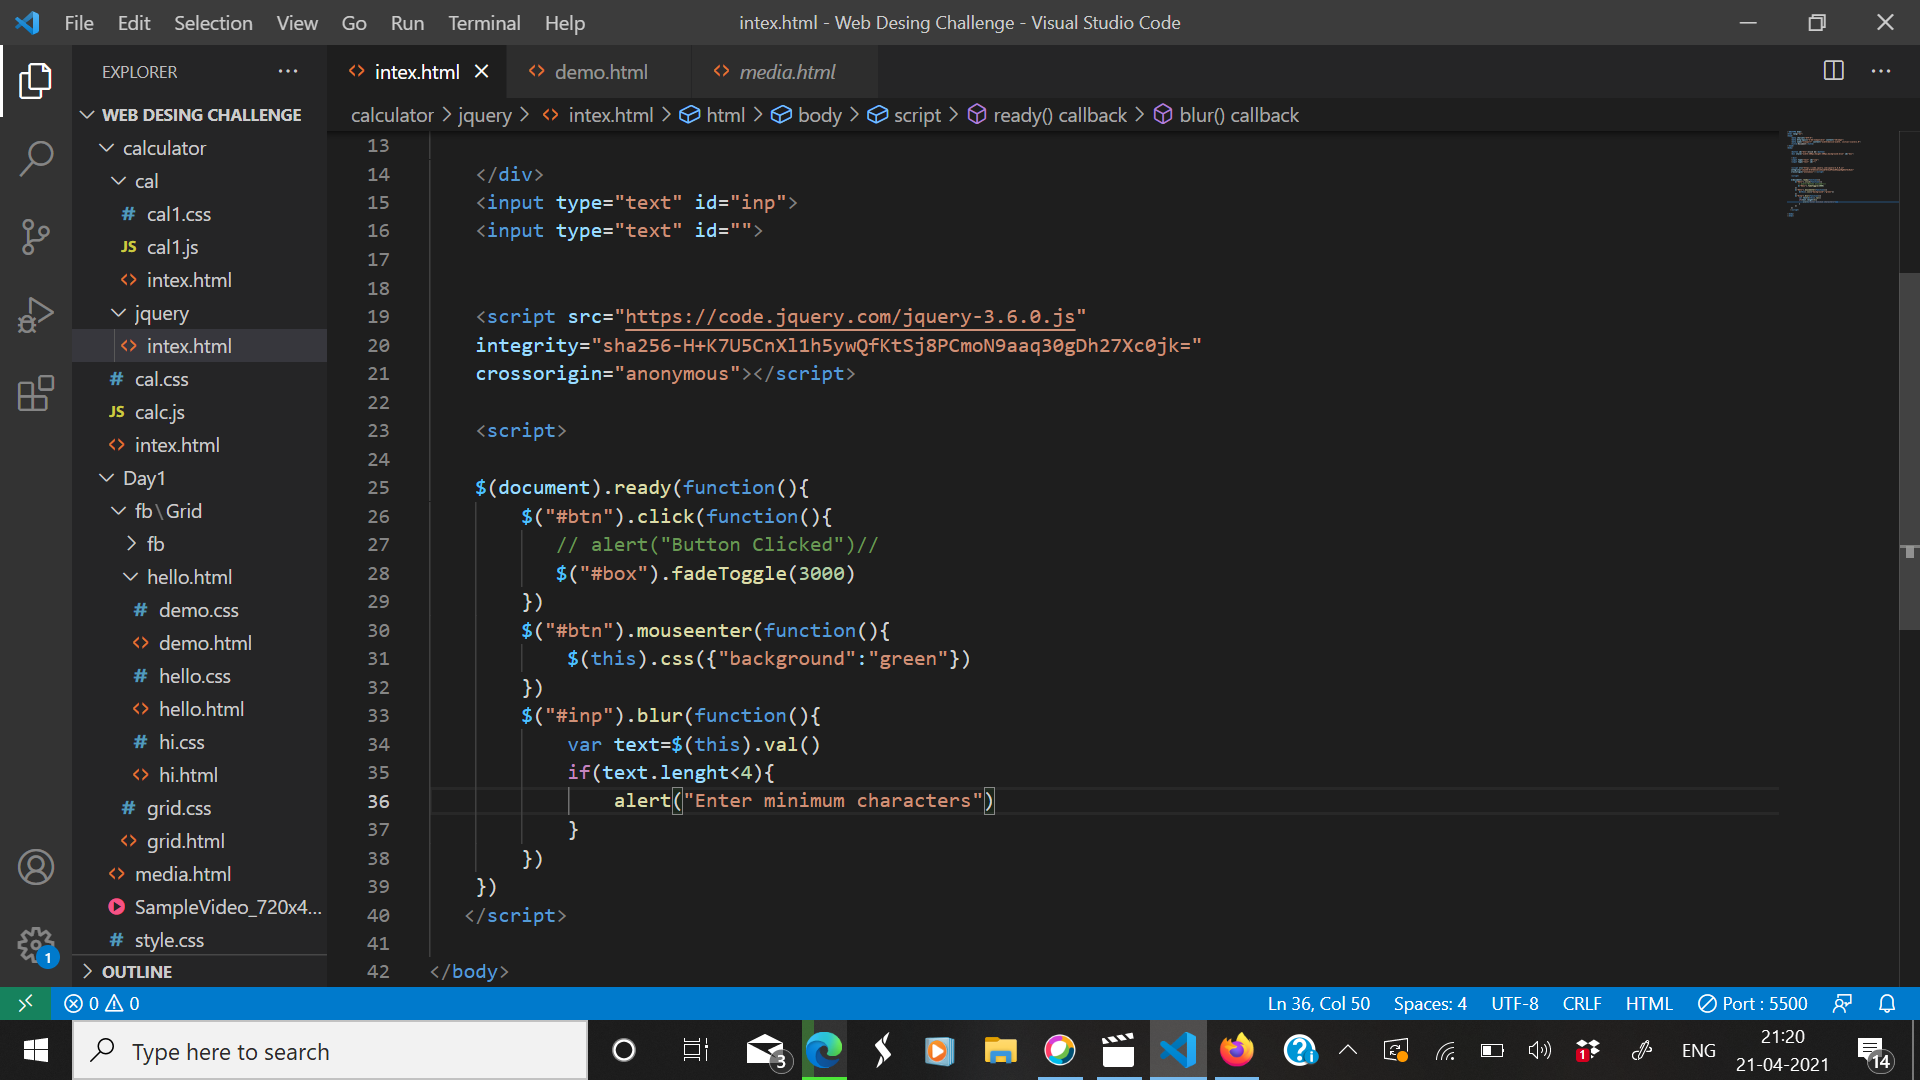 File Edit Selection View Go Run Terminal Help
intex.html - Web Desing Challenge - Visual Studio Code
EXPLORER
intex.html
demo.html
media.html
calculator > jquery > intex.html > html > body > script > ready() callback > blur() callback
WEB DESING CHALLENGE
calculator
cal
cal1.css
JS cal1.js
intex.html
jquery
intex.html
cal.css
JS calc.js
intex.html
Day1
fb\Grid
fb
hello.html
demo.css
demo.html
hello.css
hello.html
hi.css
hi.html
grid.css
grid.html
media.html
SampleVideo_720x4...
style.css
OUTLINE
13
14 </div>
15 <input type="text" id="inp">
16 <input type="text" id="">
17
18
19 <script src="https://code.jquery.com/jquery-3.6.0.js"
20 integrity="sha256-H+K7U5CnXl1h5ywQfKtSj8PCmoN9aaq30gDh27Xc0jk="
21 crossorigin="anonymous"></script>
22
23 <script>
24
25 $(document).ready(function(){
26 $("#btn").click(function(){
27 // alert("Button Clicked")//
28 $("#box").fadeToggle(3000)
29 })
30 $("#btn").mouseenter(function(){
31 $(this).css({"background":"green"})
32 })
33 $("#inp").blur(function(){
34 var text=$(this).val()
35 if(text.lenght<4){
36 alert("Enter minimum characters")
37 }
38 })
39 })
40 </script>
41
42 </body>
1
0 0
Ln 36, Col 50 Spaces: 4 UTF-8 CRLF HTML Port : 5500
Type here to search
3
1
ENG
21:20
21-04-2021
14